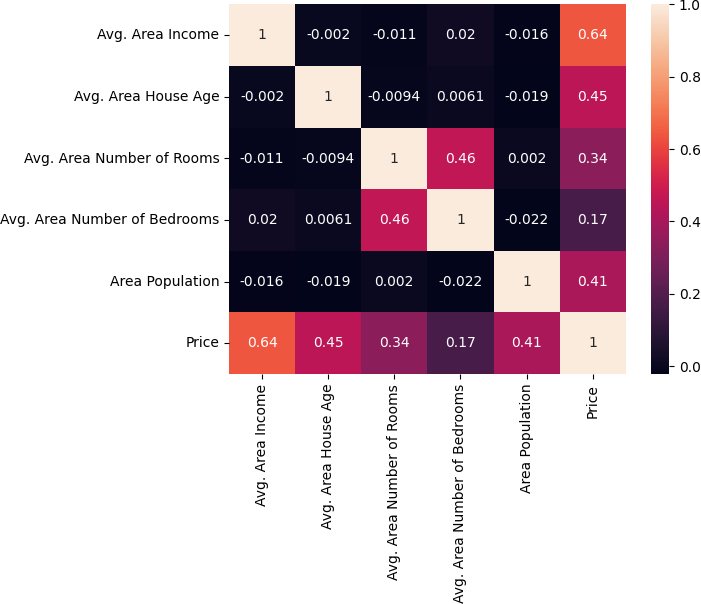 Avg. Area Income 1 -0.002 -0.011 0.02 -0.016 0.64
Avg. Area House Age -0.002 1 -0.0094 0.0061 -0.019 0.45
Avg. Area Number of Rooms -0.011 -0.0094 1 0.46 0.002 0.34
Avg. Area Number of Bedrooms 0.02 0.0061 0.46 1 -0.022 0.17
Area Population -0.016 -0.019 0.002 -0.022 1 0.41
Price 0.64 0.45 0.34 0.17 0.41 1
Avg. Area Income
Avg. Area House Age
Avg. Area Number of Rooms
Avg. Area Number of Bedrooms
Area Population
Price
1.0
0.8
0.6
0.4
0.2
0.0